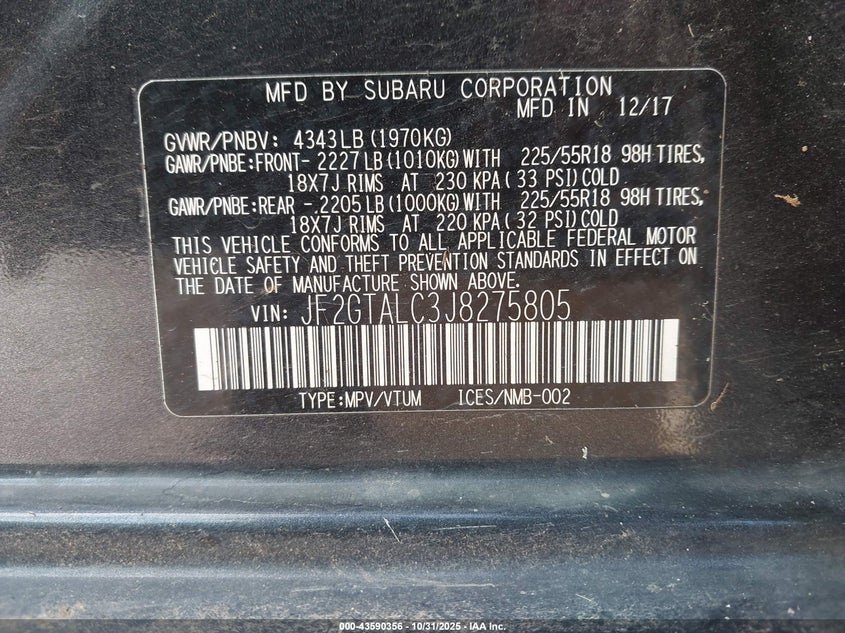 MFD BY SUBARU CORPORATION
MFD IN 12/17
GVWR/PNBV: 4343LB (1970KG)
GAWR/PNBE:FRONT- 2227 LB (1010KG) WITH 225/55R18 98H TIRES,
18X7J RIMS AT 230 KPA ( 33 PSI) COLD
GAWR/PNBE:REAR - 2205 LB (1000KG) WITH 225/55R18 98H TIRES,
18X7J RIMS AT 220 KPA ( 32 PSI) COLD
THIS VEHICLE CONFORMS TO ALL APPLICABLE FEDERAL MOTOR
VEHICLE SAFETY AND THEFT PREVENTION STANDARDS IN EFFECT ON
THE DATE OF MANUFACTURE SHOWN ABOVE.
VIN: JF2GTALC3J8275805
TYPE:MPV/VTUM ICES/NMB-002
000-43590356 - 10/31/2025 - IAA Inc.